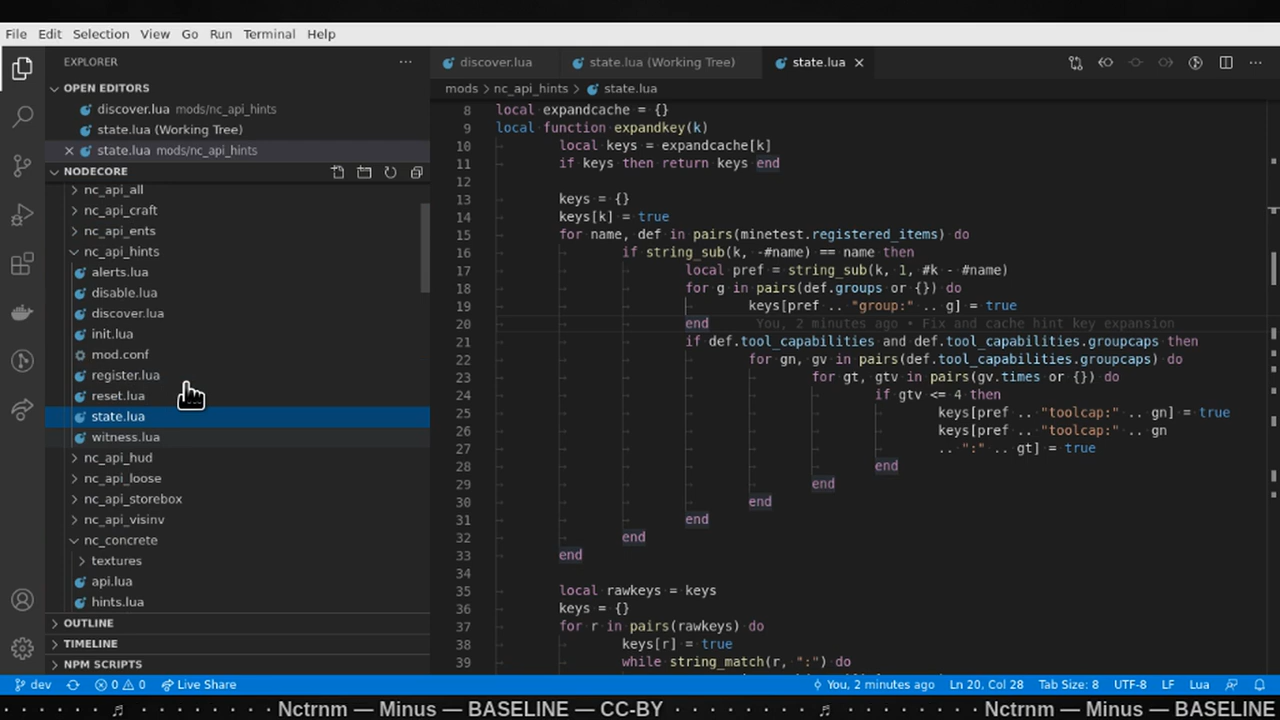 File Edit Selection View Go Run Terminal Help
EXPLORER ···
OPEN EDITORS
discover.lua mods/nc_api_hints
state.lua (Working Tree)
state.lua mods/nc_api_hints
NODECORE
nc_api_all
nc_api_craft
nc_api_ents
nc_api_hints
alerts.lua
disable.lua
discover.lua
init.lua
mod.conf
register.lua
reset.lua
state.lua
witness.lua
nc_api_hud
nc_api_loose
nc_api_storebox
nc_api_visinv
nc_concrete
textures
api.lua
hints.lua
OUTLINE
TIMELINE
NPM SCRIPTS
discover.lua state.lua (Working Tree) state.lua
mods > nc_api_hints > state.lua
8 local expandcache = {}
9 local function expandkey(k)
10 local keys = expandcache[k]
11 if keys then return keys end
12
13 keys = {}
14 keys[k] = true
15 for name, def in pairs(minetest.registered_items) do
16 if string_sub(k, -#name) == name then
17 local pref = string_sub(k, 1, #k - #name)
18 for g in pairs(def.groups or {}) do
19 keys[pref .. "group:" .. g] = true
20 end You, 2 minutes ago • Fix and cache hint key expansion
21 if def.tool_capabilities and def.tool_capabilities.groupcaps then
22 for gn, gv in pairs(def.tool_capabilities.groupcaps) do
23 for gt, gtv in pairs(gv.times or {}) do
24 if gtv <= 4 then
25 keys[pref .. "toolcap:" .. gn] = true
26 keys[pref .. "toolcap:" .. gn
27 .. ":" .. gt] = true
28 end
29 end
30 end
31 end
32 end
33 end
34
35 local rawkeys = keys
36 keys = {}
37 for r in pairs(rawkeys) do
38 keys[r] = true
39 while string_match(r, ":") do
dev 0 0 Live Share You, 2 minutes ago Ln 20, Col 28 Tab Size: 8 UTF-8 LF Lua
Nctrnm — Minus — BASELINE — CC-BY Nctrnm — Minus — BASELINE